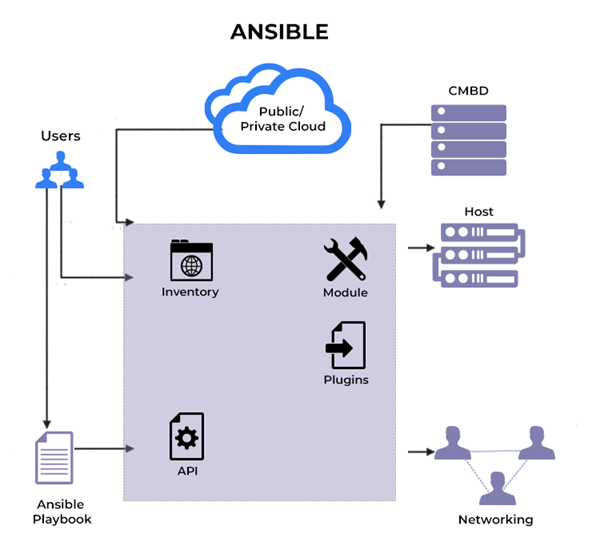 ANSIBLE
Public/
Private Cloud
CMBD
Users
Host
Inventory
Module
Plugins
API
Ansible
Playbook
Networking